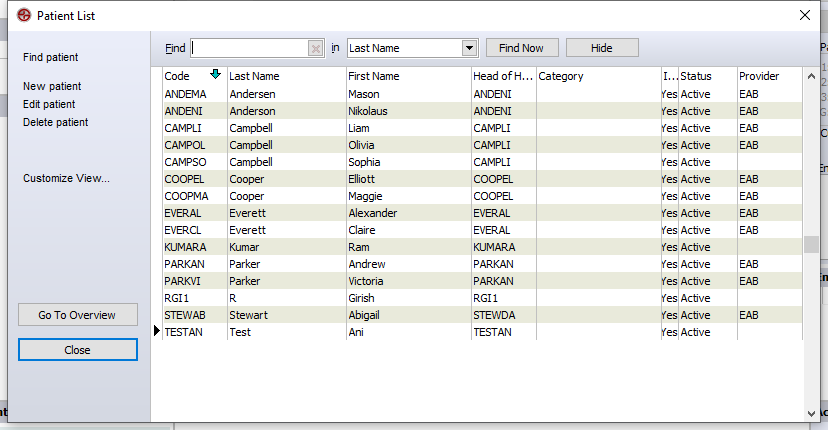 Patient List
Find patient
New patient
Edit patient
Delete patient
Customize View...
Go To Overview
Close
Find in Last Name Find Now Hide
Code Last Name First Name Head of H... Category I... Status Provider
ANDEMA Andersen Mason ANDENI Yes Active EAB
ANDENI Anderson Nikolaus ANDENI Yes Active EAB
CAMPLI Campbell Liam CAMPLI Yes Active EAB
CAMPOL Campbell Olivia CAMPLI Yes Active EAB
CAMPSO Campbell Sophia CAMPLI Yes Active
COOPEL Cooper Elliott COOPEL Yes Active EAB
COOPMA Cooper Maggie COOPEL Yes Active EAB
EVERAL Everett Alexander EVERAL Yes Active EAB
EVERCL Everett Claire EVERAL Yes Active EAB
KUMARA Kumar Ram KUMARA Yes Active
PARKAN Parker Andrew PARKAN Yes Active EAB
PARKVI Parker Victoria PARKAN Yes Active EAB
RGI1 R Girish RGI1 Yes Active
STEWAB Stewart Abigail STEWDA Yes Active EAB
TESTAN Test Ani TESTAN Yes Active